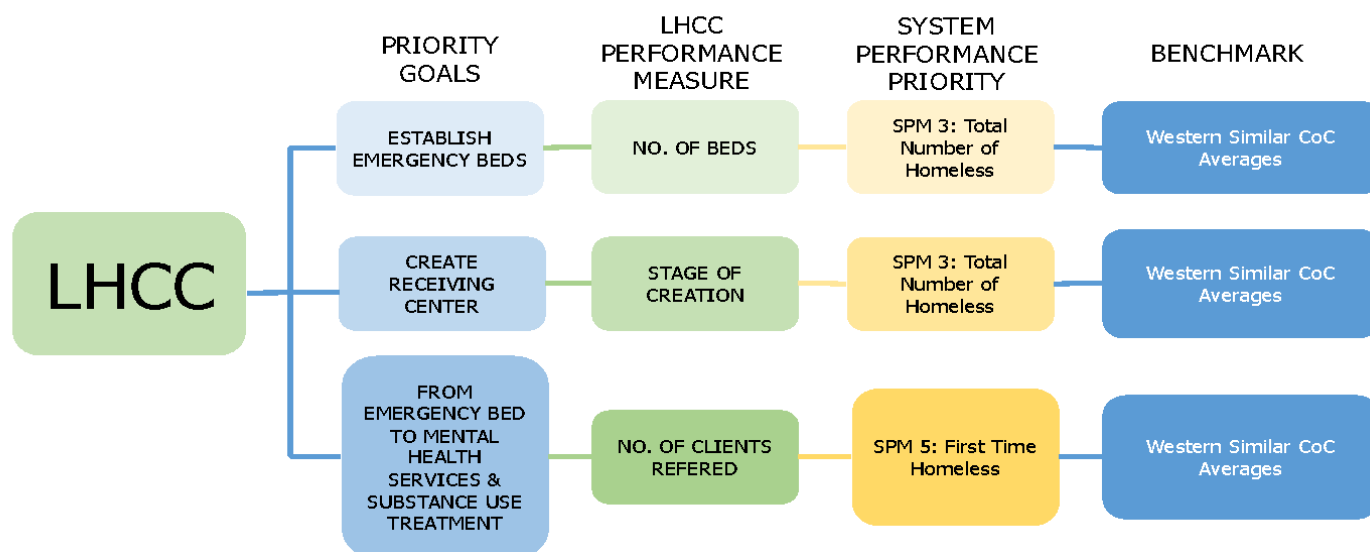 PRIORITY
GOALS
LHCC
PERFORMANCE
MEASURE
SYSTEM
PERFORMANCE
PRIORITY
BENCHMARK
LHCC
ESTABLISH
EMERGENCY BEDS
NO. OF BEDS
SPM 3: Total
Number of
Homeless
Western Similar CoC
Averages
CREATE
RECEIVING
CENTER
STAGE OF
CREATION
SPM 3: Total
Number of
Homeless
Western Similar CoC
Averages
FROM
EMERGENCY BED
TO MENTAL
HEALTH
SERVICES &
SUBSTANCE USE
TREATMENT
NO. OF CLIENTS
REFERED
SPM 5: First Time
Homeless
Western Similar CoC
Averages